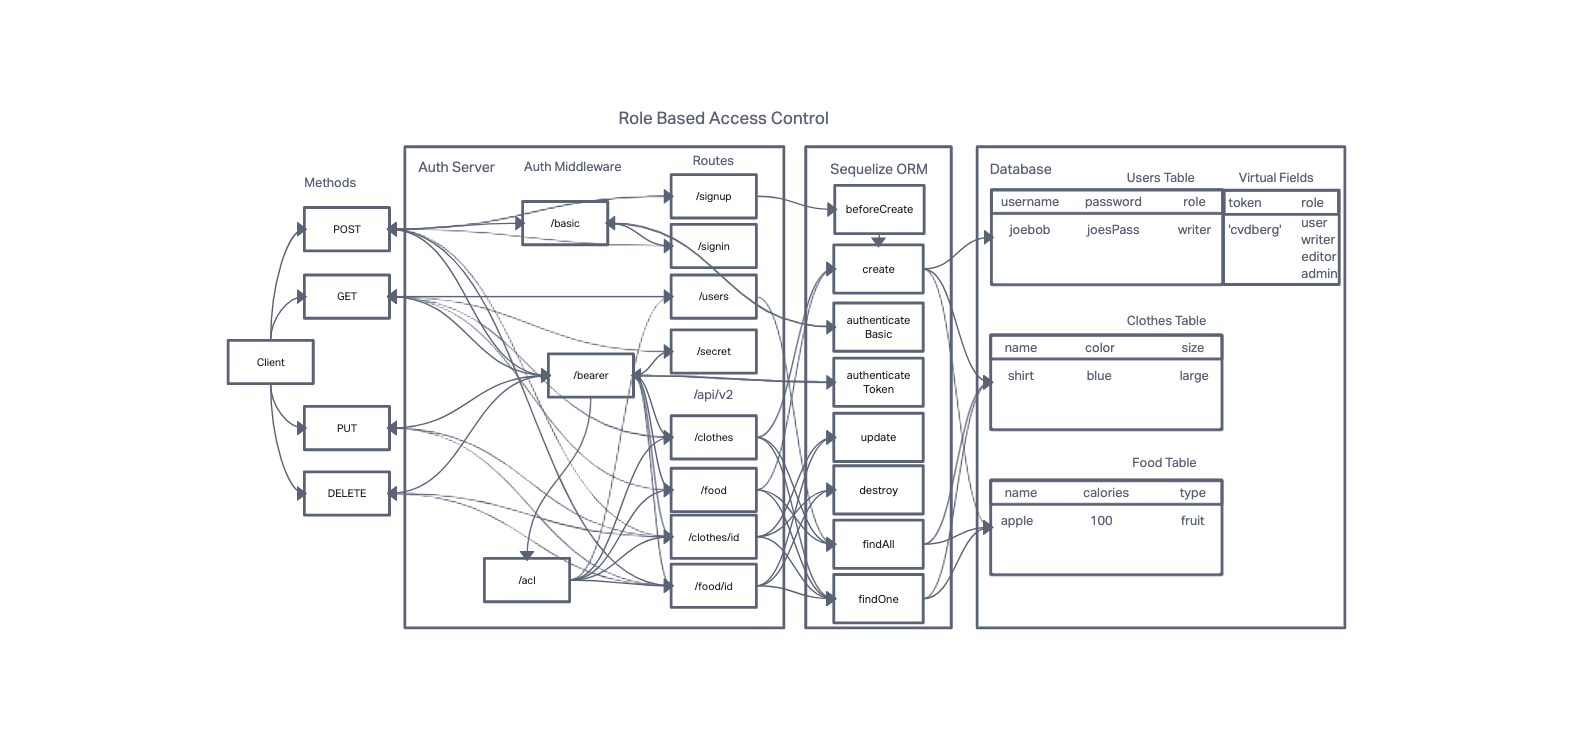 Role Based Access Control
Methods
POST
GET
Client
PUT
DELETE
Auth Server
Auth Middleware
/basic
/bearer
/acl
Routes
/signup
/signin
/users
/secret
/api/v2
/clothes
/food
/clothes/id
/food/id
Sequelize ORM
beforeCreate
create
authenticate
Basic
authenticate
Token
update
destroy
findAll
findOne
Database
Users Table
username password role
joebob joesPass writer
Virtual Fields
token role
'cvdberg' user
writer
editor
admin
Clothes Table
name color size
shirt blue large
Food Table
name calories type
apple 100 fruit